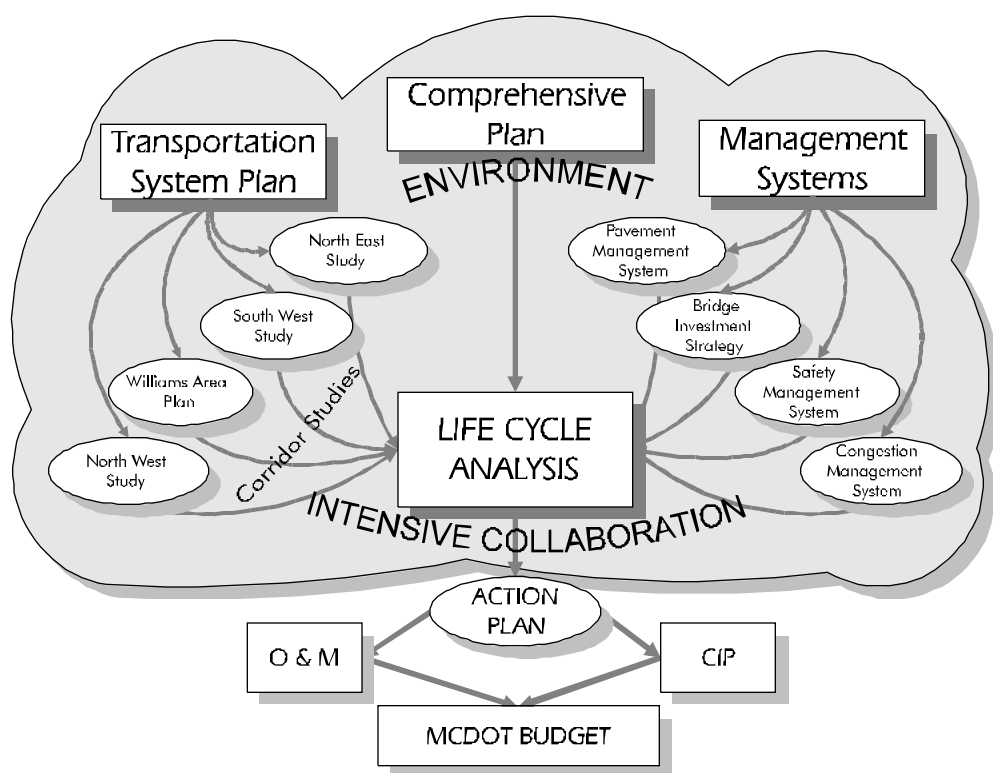 Comprehensive
Plan
Transportation
System Plan
Management
Systems
ENVIRONMENT
North East
Study
South West
Study
Williams Area
Plan
North West
Study
Corridor Studies
Pavement
Management
System
Bridge
Investment
Strategy
Safety
Management
System
Congestion
Management
System
LIFE CYCLE
ANALYSIS
INTENSIVE COLLABORATION
ACTION
PLAN
O & M
CIP
MCDOT BUDGET